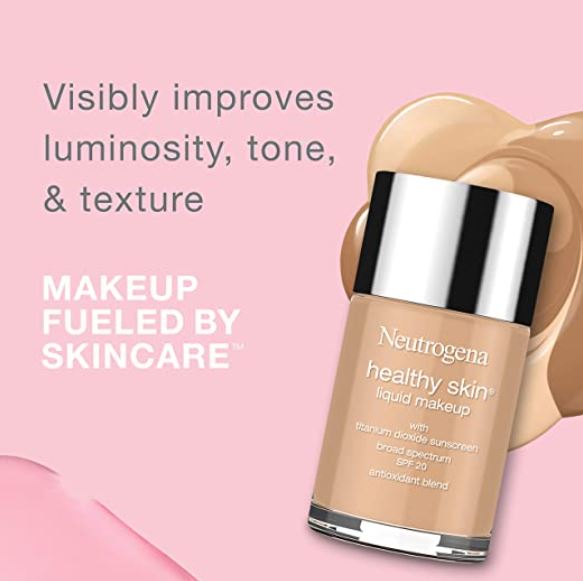 Visibly improves
luminosity, tone,
& texture
MAKEUP
FUELED BY
SKINCARE™
Neutrogena
healthy skin®
liquid makeup
with
titanium dioxide sunscreen
broad spectrum
SPF 20
antioxidant blend